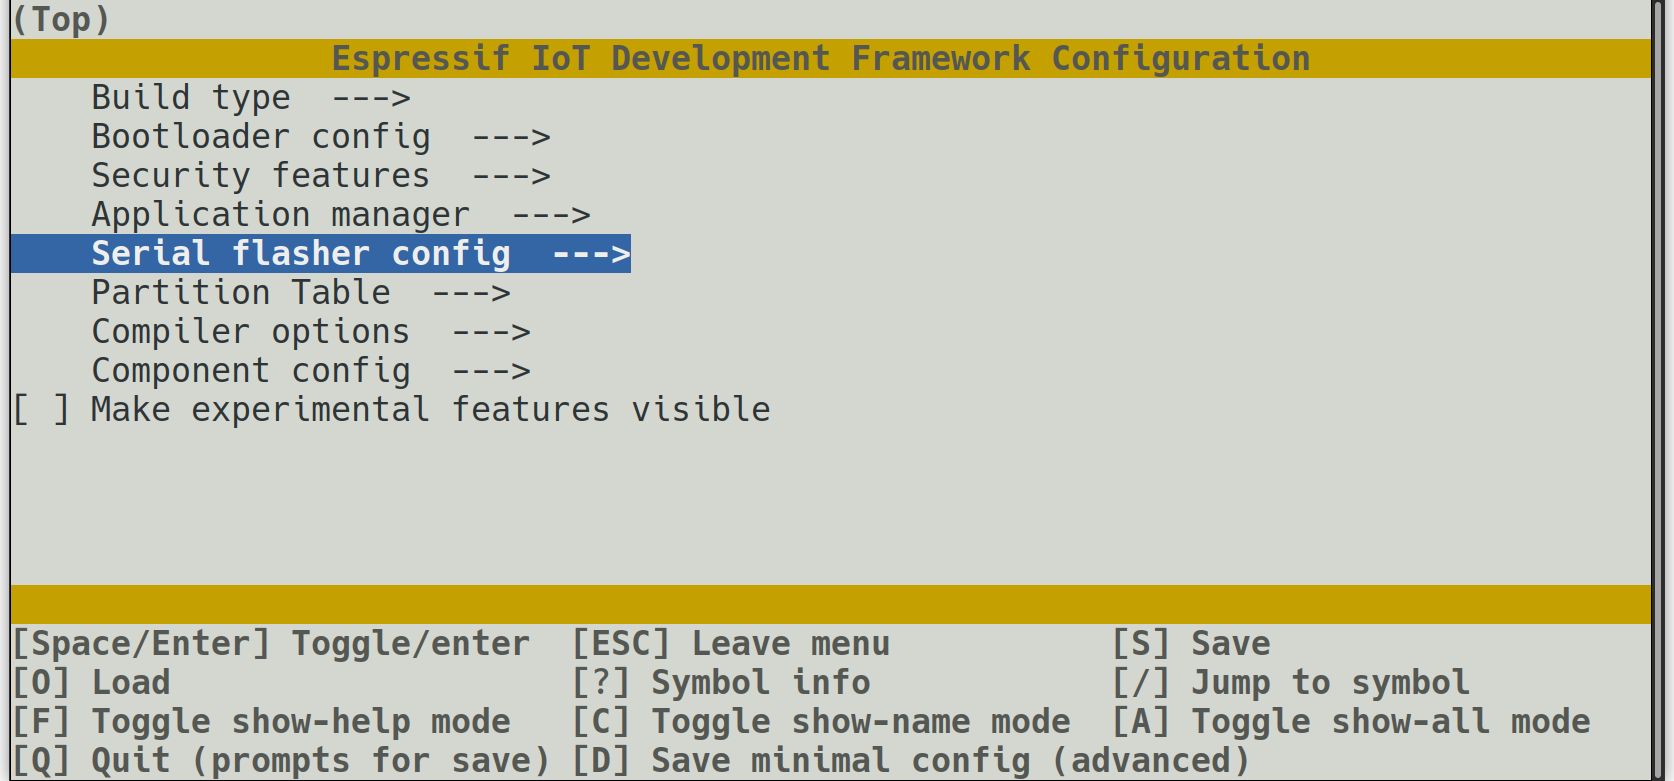 (Top)
Espressif IoT Development Framework Configuration
Build type  --->
Bootloader config  --->
Security features  --->
Application manager  --->
Serial flasher config  --->
Partition Table  --->
Compiler options  --->
Component config  --->
[ ] Make experimental features visible
[Space/Enter] Toggle/enter  [ESC] Leave menu           [S] Save
[O] Load                    [?] Symbol info            [/] Jump to symbol
[F] Toggle show-help mode   [C] Toggle show-name mode  [A] Toggle show-all mode
[Q] Quit (prompts for save) [D] Save minimal config (advanced)